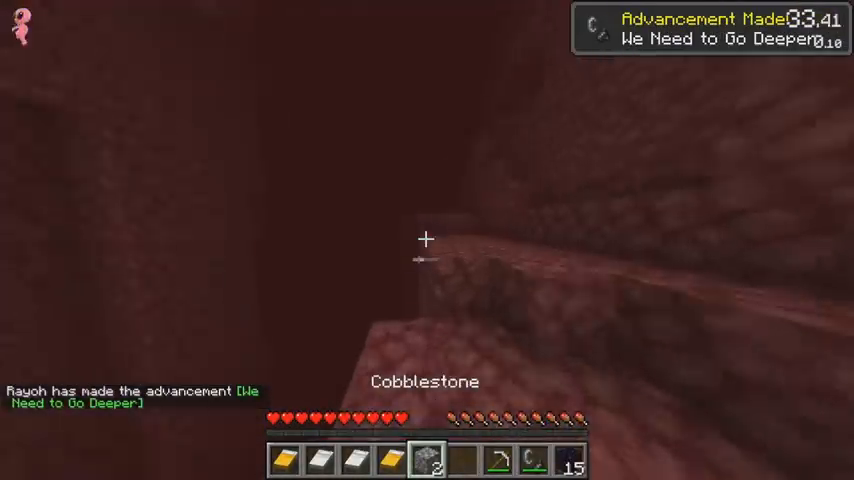 Advancement Made
33.41
We Need to Go Deeper
0.10
Cobblestone
Rayoh has made the advancement [We
Need to Go Deeper]
2
15